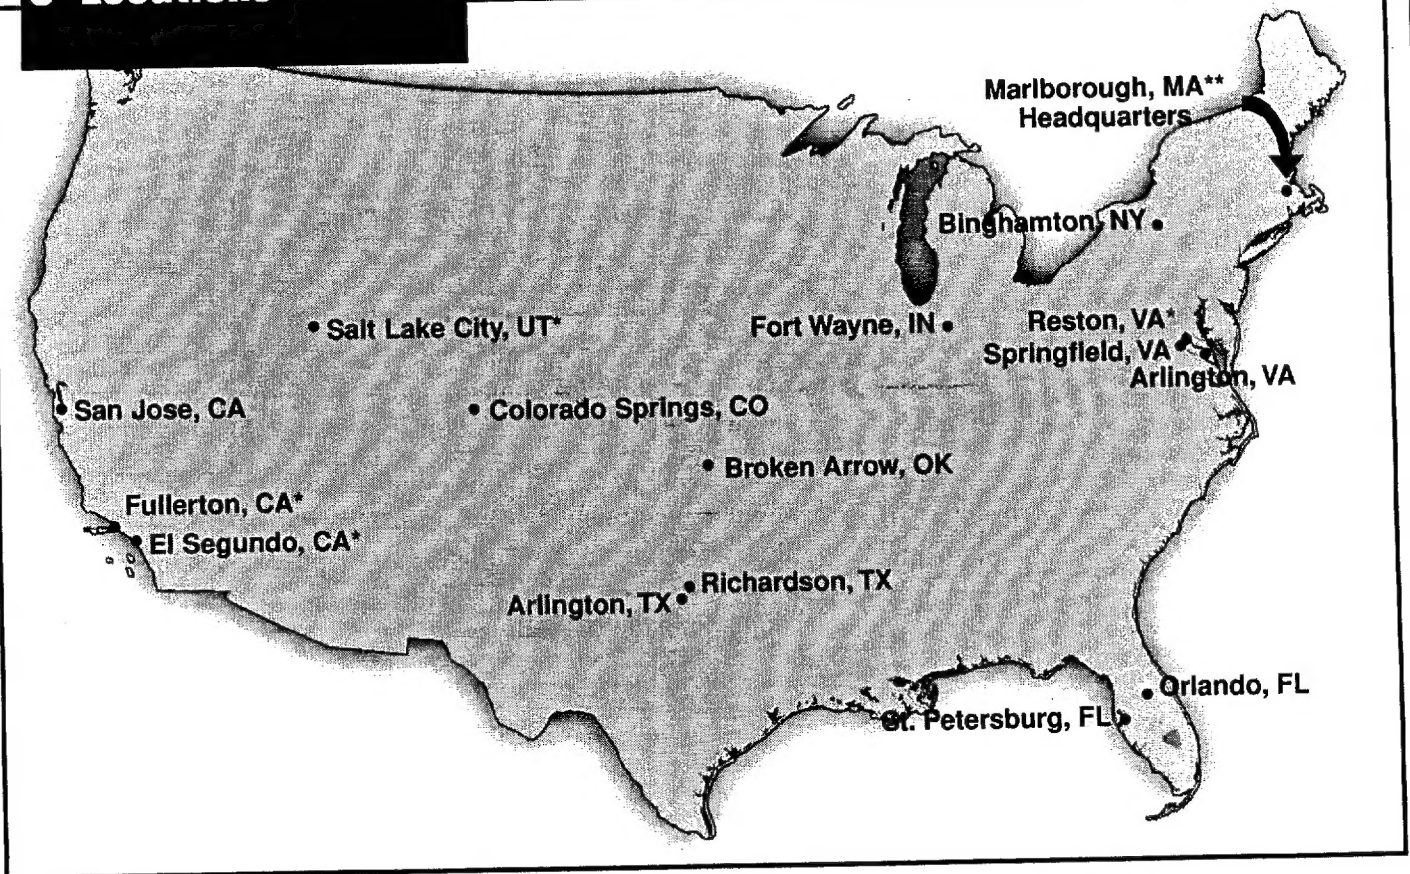 Locations
Marlborough, MA**
Headquarters
Binghamton, NY
Salt Lake City, UT*
Fort Wayne, IN
Reston, VA*
Springfield, VA
Arlington, VA
San Jose, CA
Colorado Springs, CO
Broken Arrow, OK
Fullerton, CA*
El Segundo, CA*
Richardson, TX
Arlington, TX
Orlando, FL
St. Petersburg, FL